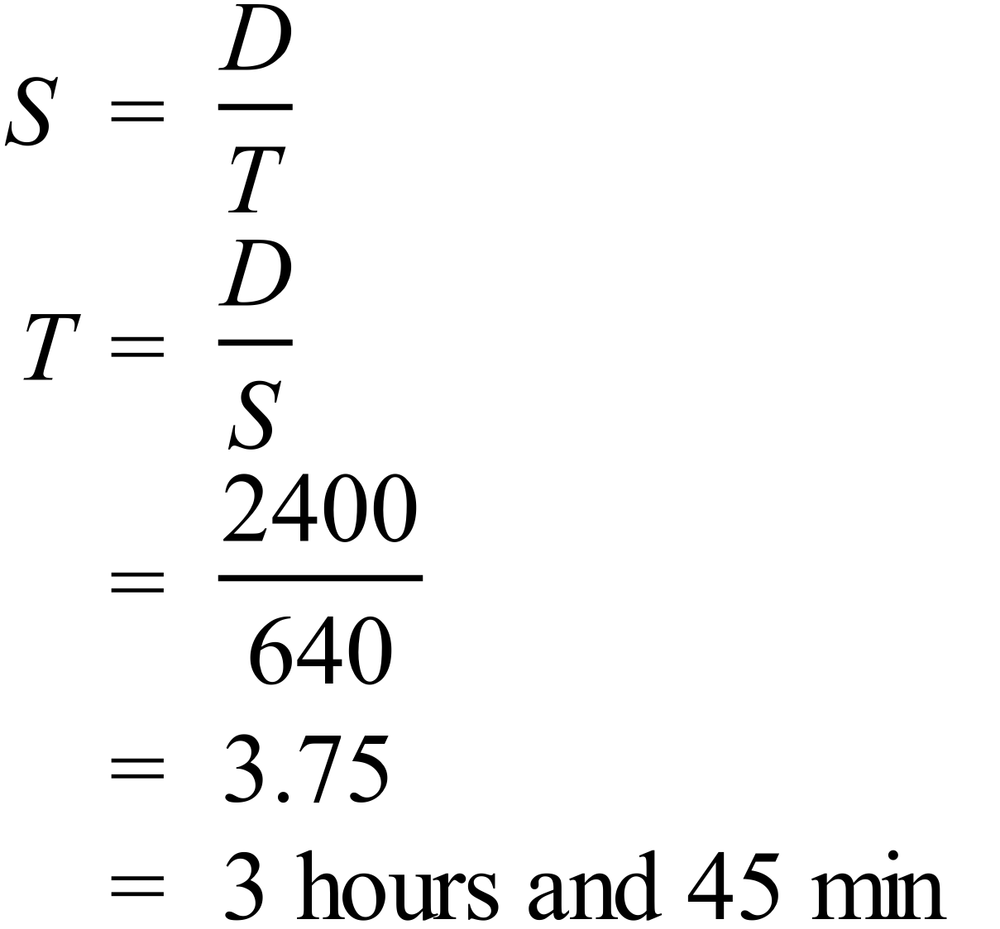 S = D/T
T = D/S
= 2400/640
= 3.75
= 3 hours and 45 min